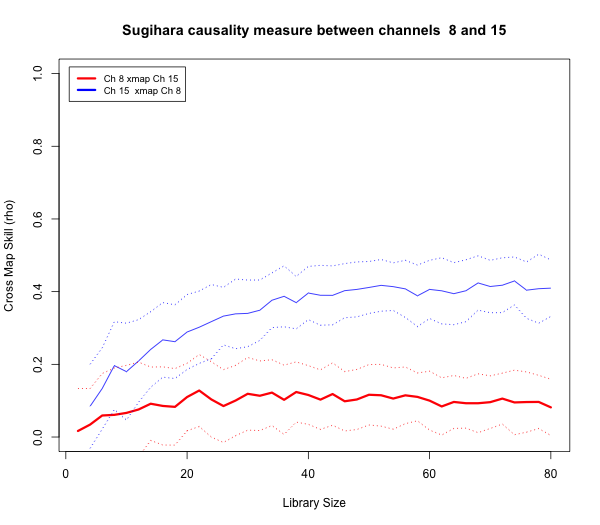 Sugihara causality measure between channels  8 and 15
Ch 8 xmap Ch 15
Ch 15  xmap Ch 8
Cross Map Skill (rho)
1.0
0.8
0.6
0.4
0.2
0.0
0 20 40 60 80
Library Size